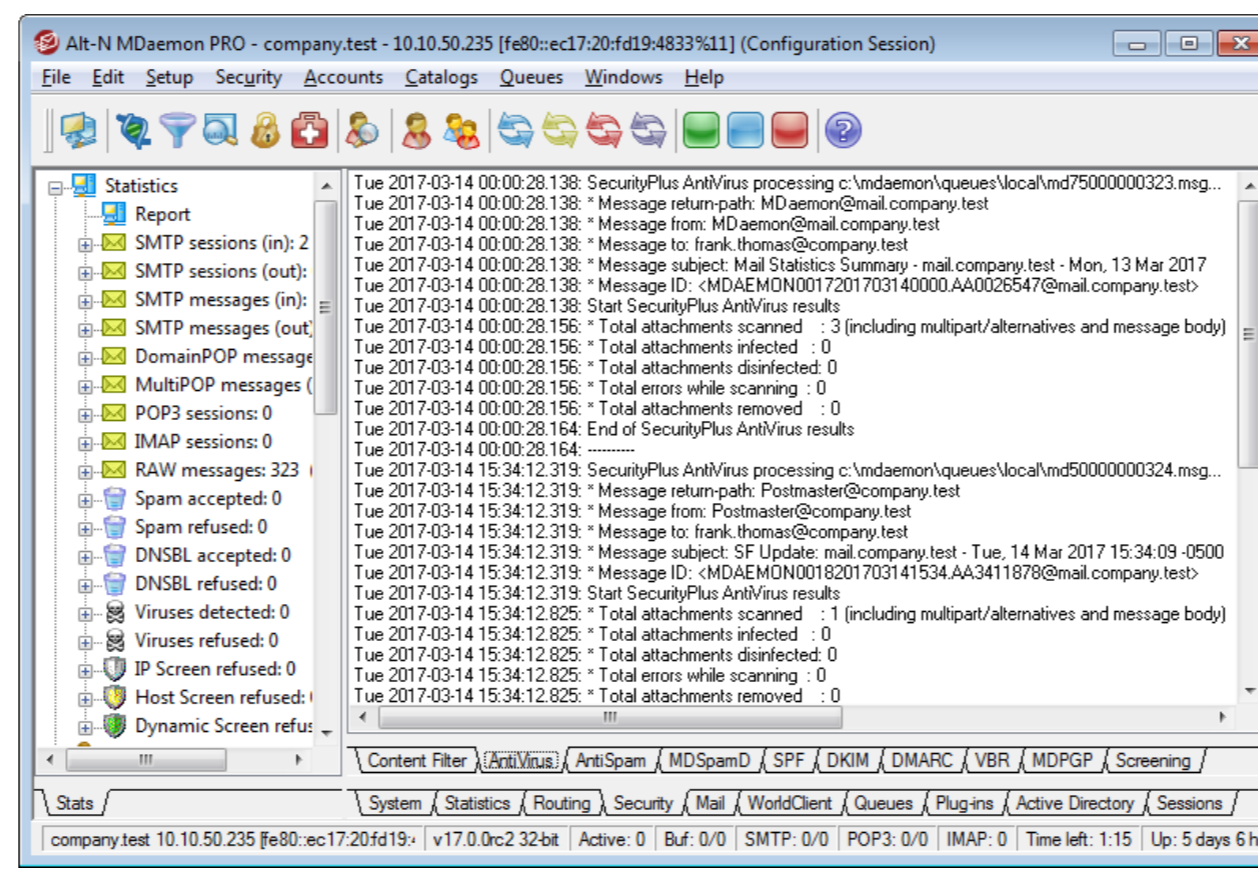 Alt-N MDaemon PRO - company.test - 10.10.50.235 [fe80::ec17:20:fd19:4833%11] (Configuration Session)
File Edit Setup Security Accounts Catalogs Queues Windows Help
Statistics
Report
SMTP sessions (in): 2
SMTP sessions (out):
SMTP messages (in):
SMTP messages (out)
DomainPOP message
MultiPOP messages (
POP3 sessions: 0
IMAP sessions: 0
RAW messages: 323 (
Spam accepted: 0
Spam refused: 0
DNSBL accepted: 0
DNSBL refused: 0
Viruses detected: 0
Viruses refused: 0
IP Screen refused: 0
Host Screen refused:
Dynamic Screen refus
Tue 2017-03-14 00:00:28.138: SecurityPlus AntiVirus processing c:\mdaemon\queues\local\md75000000323.msg...
Tue 2017-03-14 00:00:28.138: * Message return-path: MDaemon@mail.company.test
Tue 2017-03-14 00:00:28.138: * Message from: MDaemon@mail.company.test
Tue 2017-03-14 00:00:28.138: * Message to: frank.thomas@company.test
Tue 2017-03-14 00:00:28.138: * Message subject: Mail Statistics Summary - mail.company.test - Mon, 13 Mar 2017
Tue 2017-03-14 00:00:28.138: * Message ID: <MDAEMON0017201703140000.AA0026547@mail.company.test>
Tue 2017-03-14 00:00:28.138: Start SecurityPlus AntiVirus results
Tue 2017-03-14 00:00:28.156: * Total attachments scanned : 3 (including multipart/alternatives and message body)
Tue 2017-03-14 00:00:28.156: * Total attachments infected : 0
Tue 2017-03-14 00:00:28.156: * Total attachments disinfected: 0
Tue 2017-03-14 00:00:28.156: * Total errors while scanning : 0
Tue 2017-03-14 00:00:28.156: * Total attachments removed : 0
Tue 2017-03-14 00:00:28.164: End of SecurityPlus AntiVirus results
Tue 2017-03-14 00:00:28.164: ----------
Tue 2017-03-14 15:34:12.319: SecurityPlus AntiVirus processing c:\mdaemon\queues\local\md50000000324.msg...
Tue 2017-03-14 15:34:12.319: * Message return-path: Postmaster@company.test
Tue 2017-03-14 15:34:12.319: * Message from: Postmaster@company.test
Tue 2017-03-14 15:34:12.319: * Message to: frank.thomas@company.test
Tue 2017-03-14 15:34:12.319: * Message subject: SF Update: mail.company.test - Tue, 14 Mar 2017 15:34:09 -0500
Tue 2017-03-14 15:34:12.319: * Message ID: <MDAEMON0018201703141534.AA3411878@mail.company.test>
Tue 2017-03-14 15:34:12.319: Start SecurityPlus AntiVirus results
Tue 2017-03-14 15:34:12.825: * Total attachments scanned : 1 (including multipart/alternatives and message body)
Tue 2017-03-14 15:34:12.825: * Total attachments infected : 0
Tue 2017-03-14 15:34:12.825: * Total attachments disinfected: 0
Tue 2017-03-14 15:34:12.825: * Total errors while scanning : 0
Tue 2017-03-14 15:34:12.825: * Total attachments removed : 0
Content Filter AntiVirus AntiSpam MDSpamD SPF DKIM DMARC VBR MDPGP Screening
Stats
System Statistics Routing Security Mail WorldClient Queues Plug-ins Active Directory Sessions
company.test 10.10.50.235 [fe80::ec17:20:fd19: v17.0.0rc2 32-bit Active: 0 Buf: 0/0 SMTP: 0/0 POP3: 0/0 IMAP: 0 Time left: 1:15 Up: 5 days 6 h